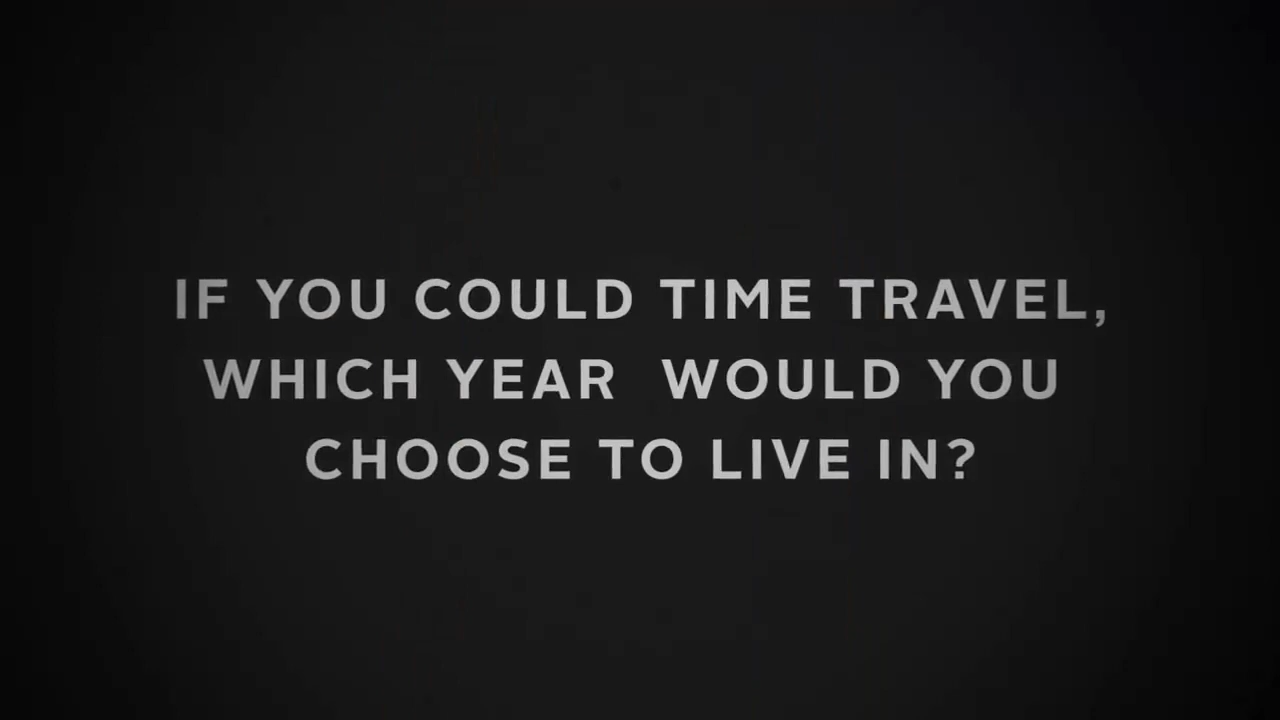 IF YOU COULD TIME TRAVEL,
WHICH YEAR  WOULD YOU
CHOOSE TO LIVE IN?